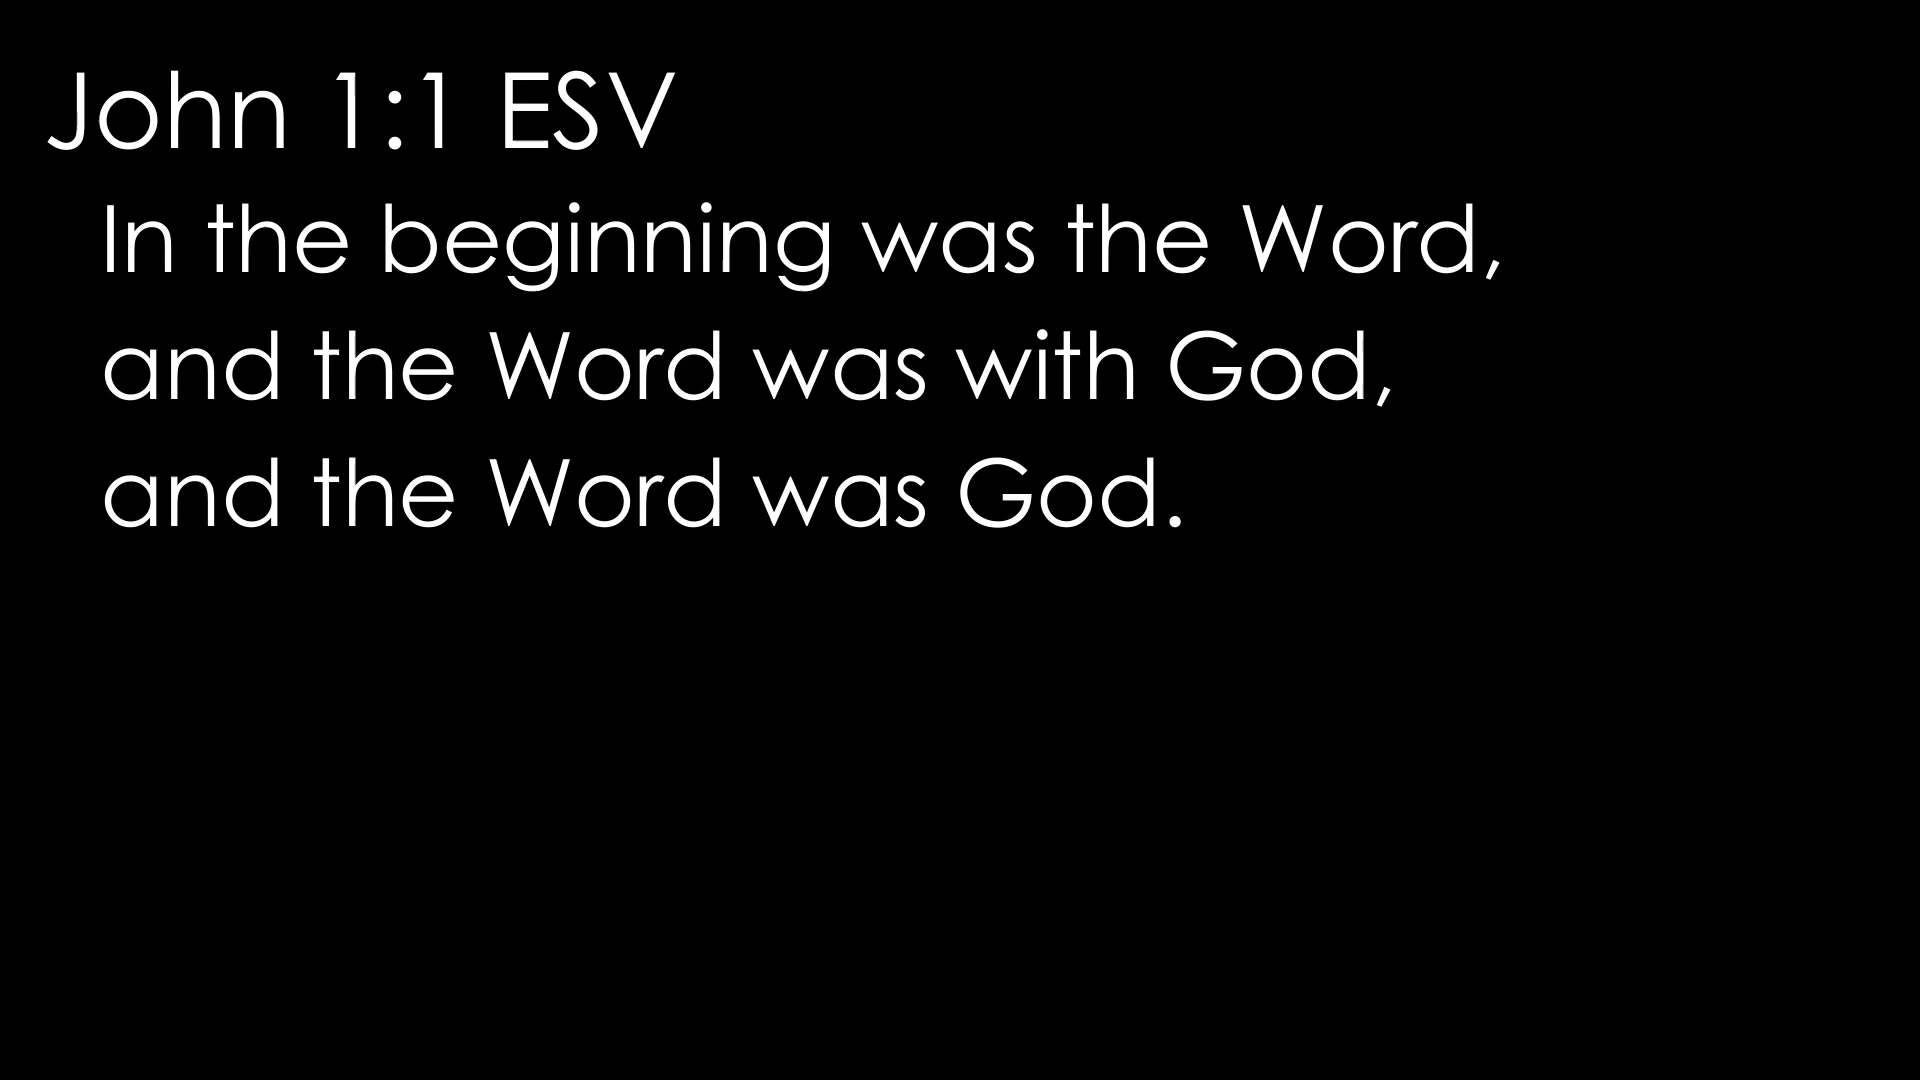 John 1:1 ESV
In the beginning was the Word,
and the Word was with God,
and the Word was God.